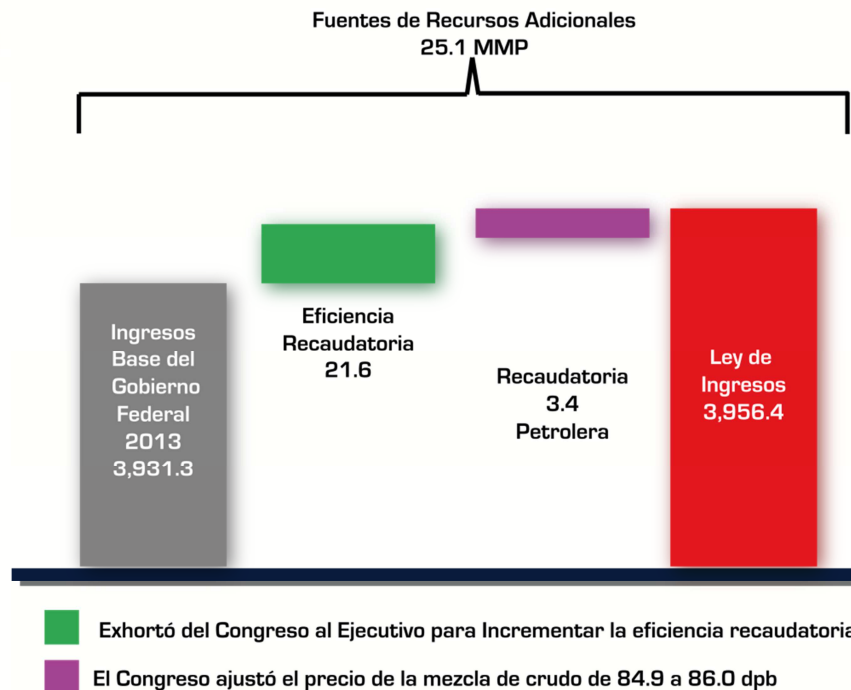 Fuentes de Recursos Adicionales
25.1 MMP
Ingresos
Base del
Gobierno
Federal
2013
3,931.3
Eficiencia
Recaudatoria
21.6
Recaudatoria
3.4
Petrolera
Ley de
Ingresos
3,956.4
Exhortó del Congreso al Ejecutivo para Incrementar la eficiencia recaudatoria
El Congreso ajustó el precio de la mezcla de crudo de 84.9 a 86.0 dpb